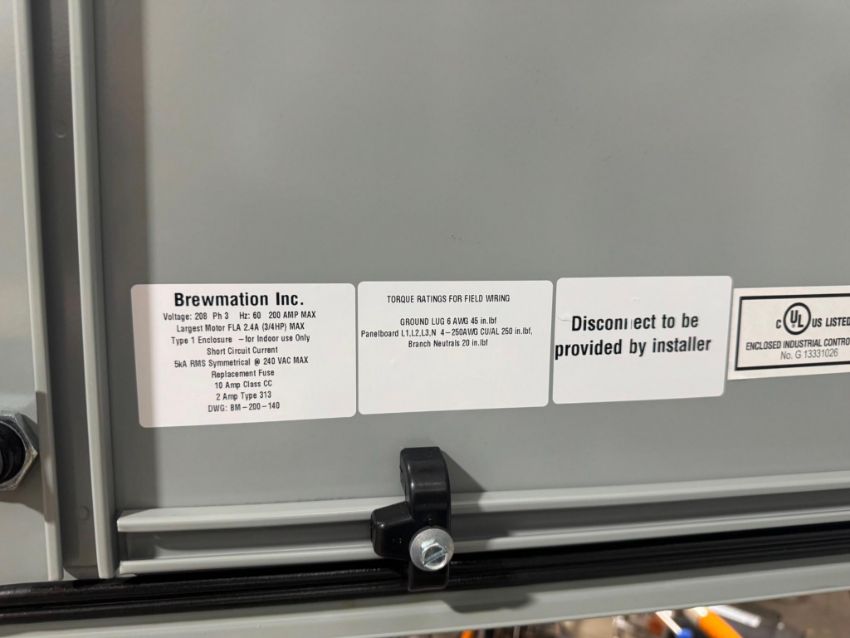 Brewmation Inc.
Voltage: 208 Ph 3 Hz: 60 200 AMP MAX
Largest Motor FLA 2.4A (3/4HP) MAX
Type 1 Enclosure -for Indoor use Only
Short Circuit Current
5kA RMS Symmetrical @ 240 VAC MAX
Replacement Fuse
10 Amp Class CC
2 Amp Type 313
DWG: BM-200-140
TORQUE RATINGS FOR FIELD WIRING
GROUND LUG 6 AWG 45 in.lbf
Panelboard L1,L2,L3,N 4-250AWG CU/AL 250 in.lbf,
Branch Neutrals 20 in.lbf
Disconnect to be
provided by installer
C UL US LISTED
ENCLOSED INDUSTRIAL CONTRO
No. G 13331026